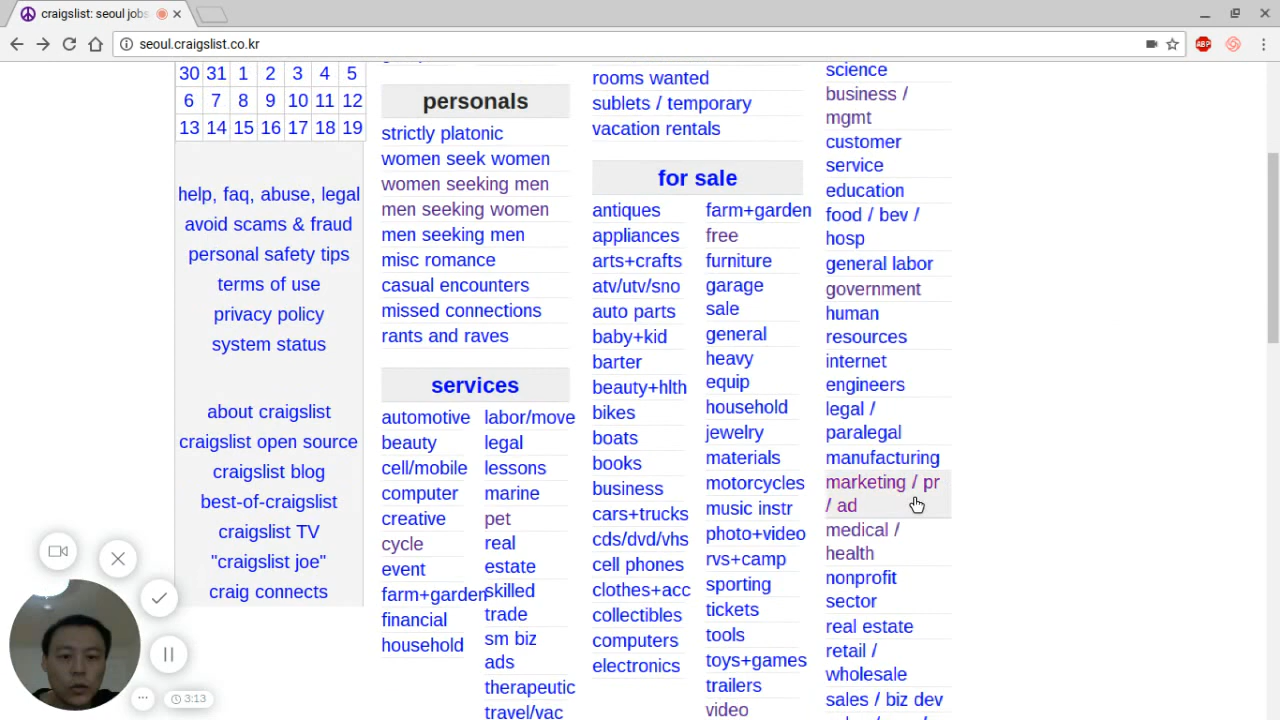 craigslist: seoul jobs
seoul.craigslist.co.kr
ABP
30 31 1 2 3 4 5
6 7 8 9 10 11 12
13 14 15 16 17 18 19
help, faq, abuse, legal
avoid scams & fraud
personal safety tips
terms of use
privacy policy
system status
about craigslist
craigslist open source
craigslist blog
best-of-craigslist
craigslist TV
"craigslist joe"
craig connects
3:13
personals
strictly platonic
women seek women
women seeking men
men seeking women
men seeking men
misc romance
casual encounters
missed connections
rants and raves
services
automotive
beauty
cell/mobile
computer
creative
cycle
event
farm+garden
financial
household
labor/move
legal
lessons
marine
pet
real
estate
skilled
trade
sm biz
ads
therapeutic
travel/vac
rooms wanted
sublets / temporary
vacation rentals
for sale
antiques
appliances
arts+crafts
atv/utv/sno
auto parts
baby+kid
barter
beauty+hlth
bikes
boats
books
business
cars+trucks
cds/dvd/vhs
cell phones
clothes+acc
collectibles
computers
electronics
farm+garden
free
furniture
garage
sale
general
heavy
equip
household
jewelry
materials
motorcycles
music instr
photo+video
rvs+camp
sporting
tickets
tools
toys+games
trailers
video
science
business /
mgmt
customer
service
education
food / bev /
hosp
general labor
government
human
resources
internet
engineers
legal /
paralegal
manufacturing
marketing / pr
/ ad
medical /
health
nonprofit
sector
real estate
retail /
wholesale
sales / biz dev